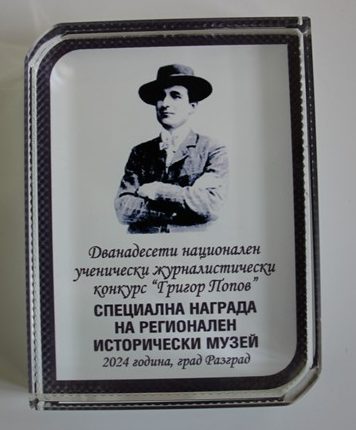 Дванадесети национален
ученически журналистически
конкурс "Григор Попов"
СПЕЦИАЛНА НАГРАДА
НА РЕГИОНАЛЕН
ИСТОРИЧЕСКИ МУЗЕЙ
2024 година, град Разград